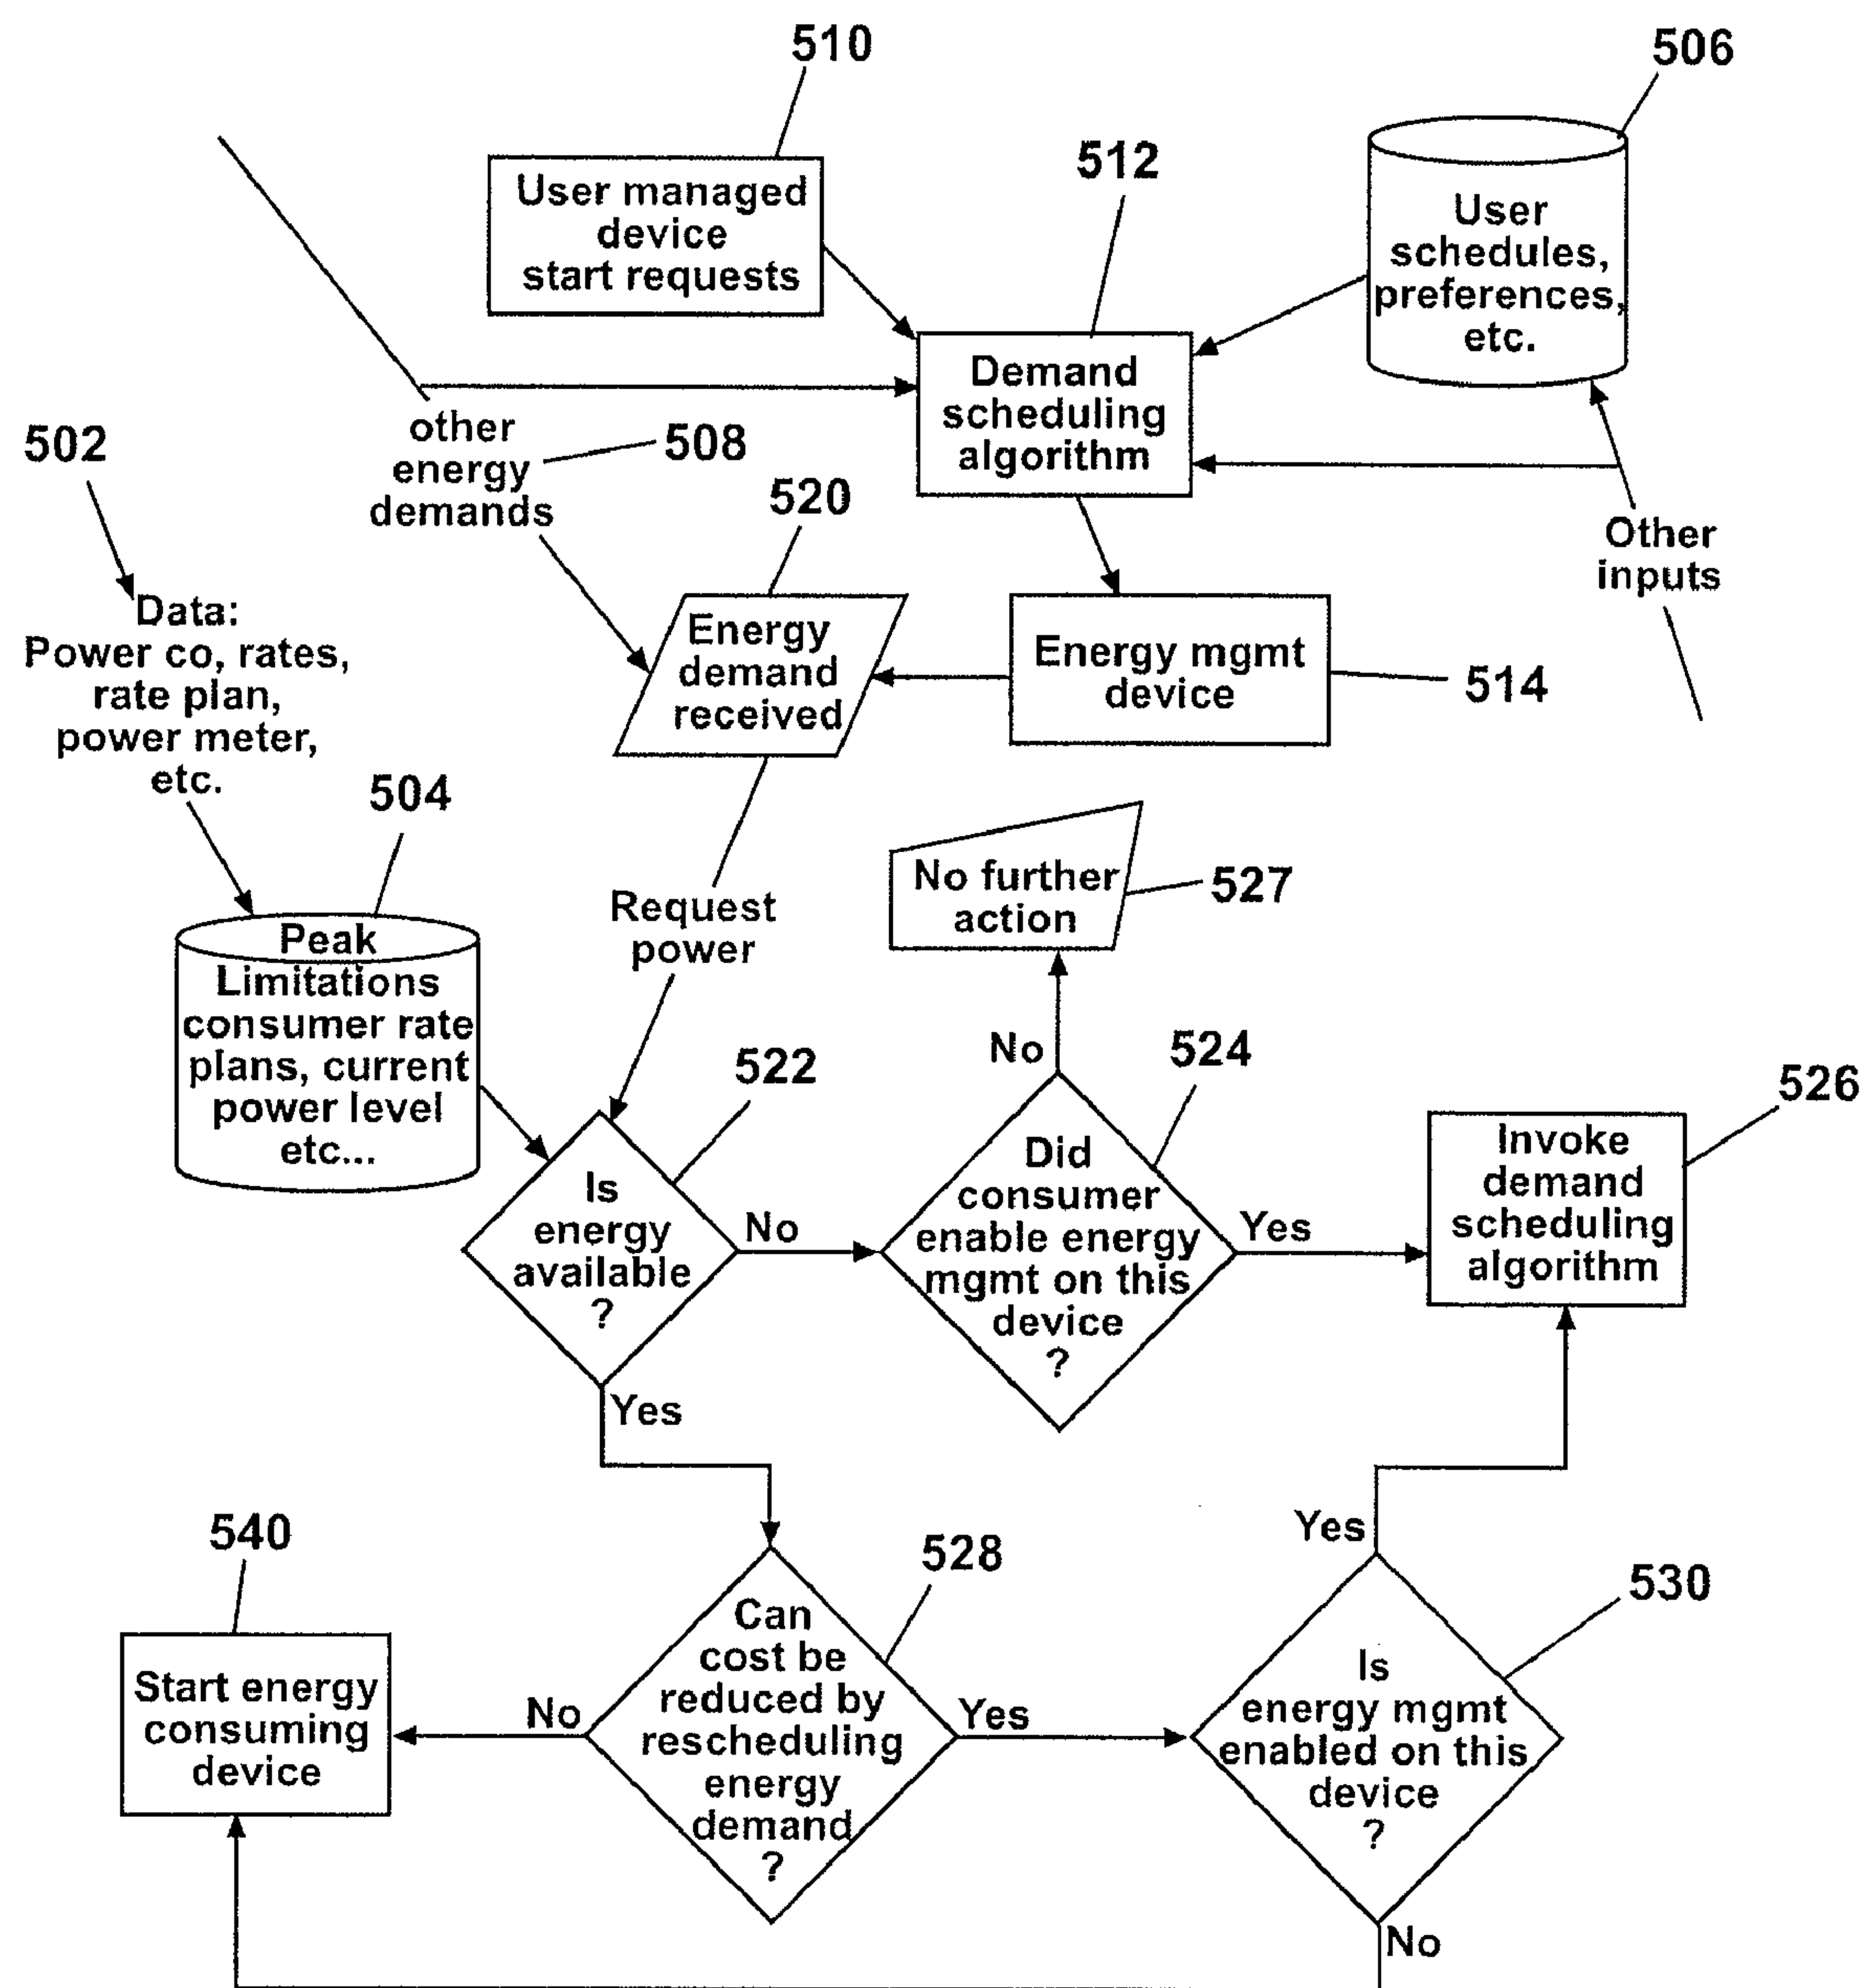 510
506
512
User managed
device
start requests
User
schedules,
preferences,
etc.
Demand
scheduling
algorithm
502
other
energy
demands
508
520
Other
inputs
Data:
Power co, rates,
rate plan,
power meter,
etc.
Energy
demand
received
Energy mgmt
device
514
504
No further
action
527
Request
power
Peak
Limitations
consumer rate
plans, current
power level
etc...
522
No
524
526
Is
energy
available
?
No
Did
consumer
enable energy
mgmt on this
device
?
Yes
Invoke
demand
scheduling
algorithm
Yes
540
528
Yes
530
Start energy
consuming
device
No
Can
cost be
reduced by
rescheduling
energy
demand
?
Yes
Is
energy mgmt
enabled on this
device
?
No